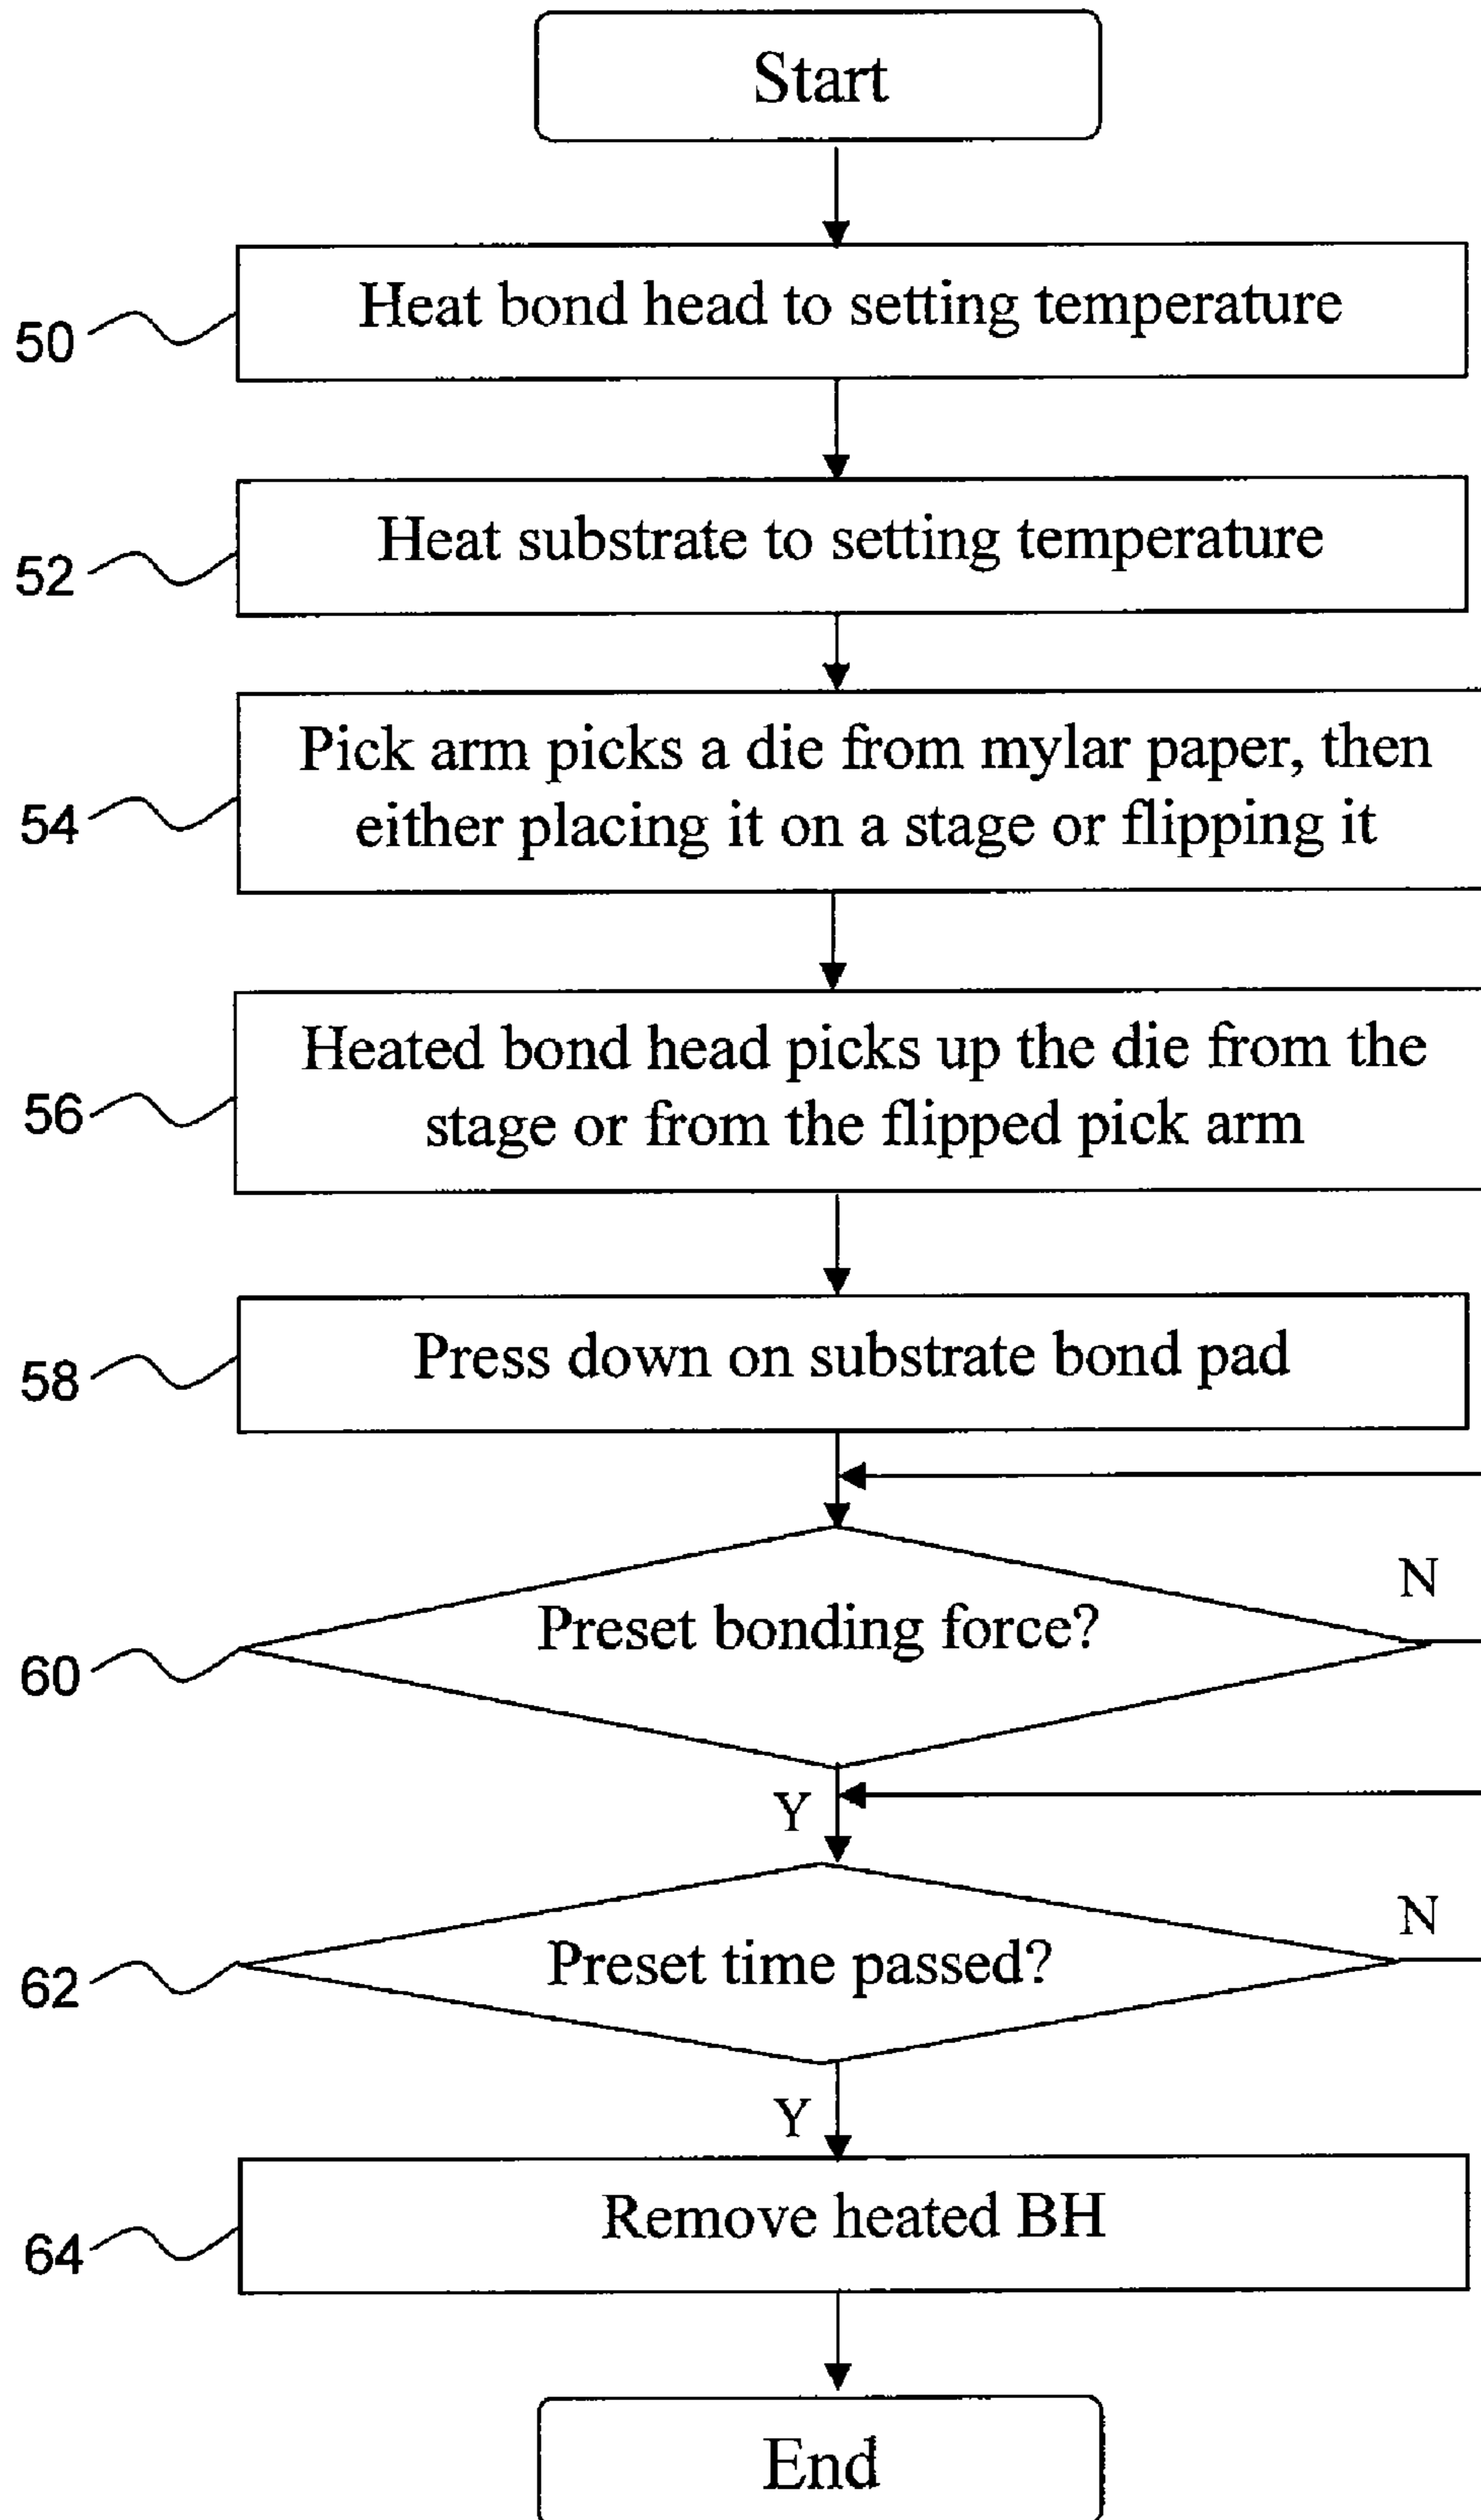 Start
50
Heat bond head to setting temperature
52
Heat substrate to setting temperature
54
Pick arm picks a die from mylar paper, then
either placing it on a stage or flipping it
56
Heated bond head picks up the die from the
stage or from the flipped pick arm
58
Press down on substrate bond pad
60
Preset bonding force?
N
Y
62
Preset time passed?
N
Y
64
Remove heated BH
End